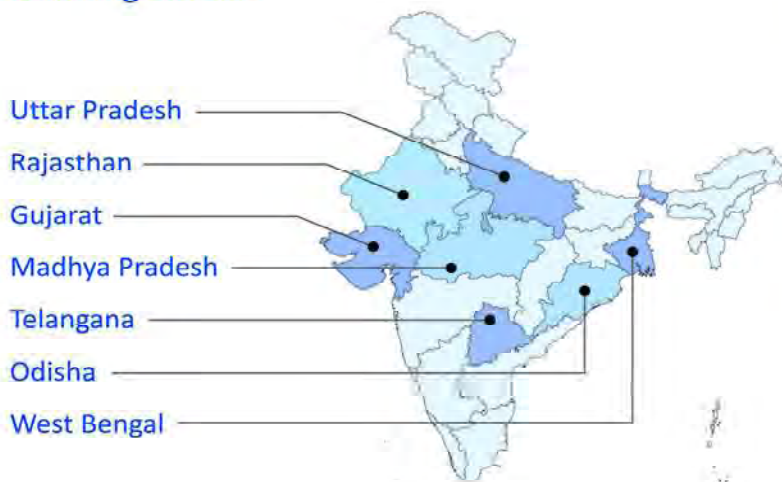 Uttar Pradesh
Rajasthan
Gujarat
Madhya Pradesh
Telangana
Odisha
West Bengal